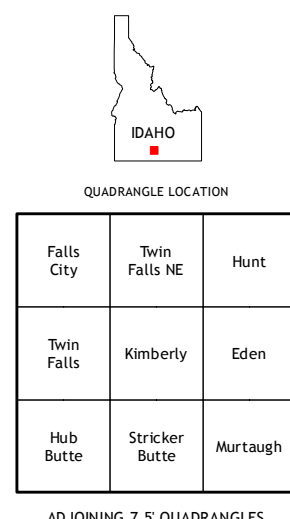 IDAHO
QUADRANGLE LOCATION
Falls
City
Twin
Falls NE
Hunt
Twin
Falls
Kimberly
Eden
Hub
Butte
Stricker
Butte
Murtaugh
ADJOINING 7.5' QUADRANGLES